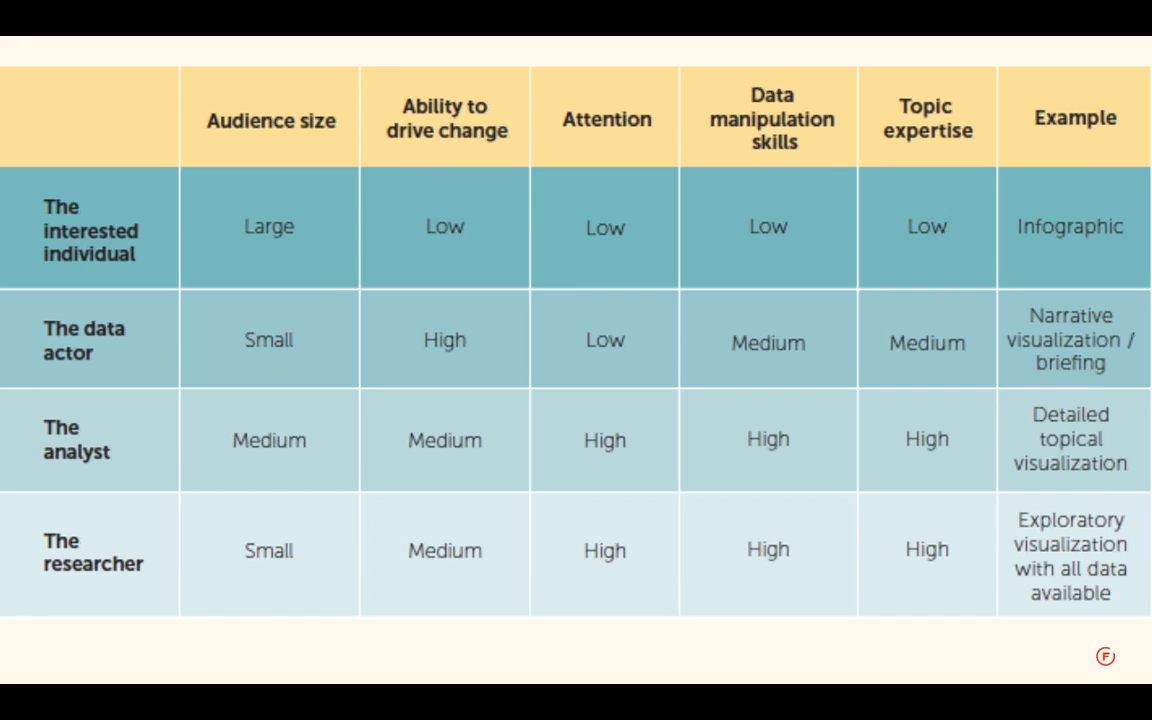 Audience size
Ability to
drive change
Attention
Data
manipulation
skills
Topic
expertise
Example
The
interested
individual
Large
Low
Low
Low
Low
Infographic
The data
actor
Small
High
Low
Medium
Medium
Narrative
visualization /
briefing
The
analyst
Medium
Medium
High
High
High
Detailed
topical
visualization
The
researcher
Small
Medium
High
High
High
Exploratory
visualization
with all data
available
F